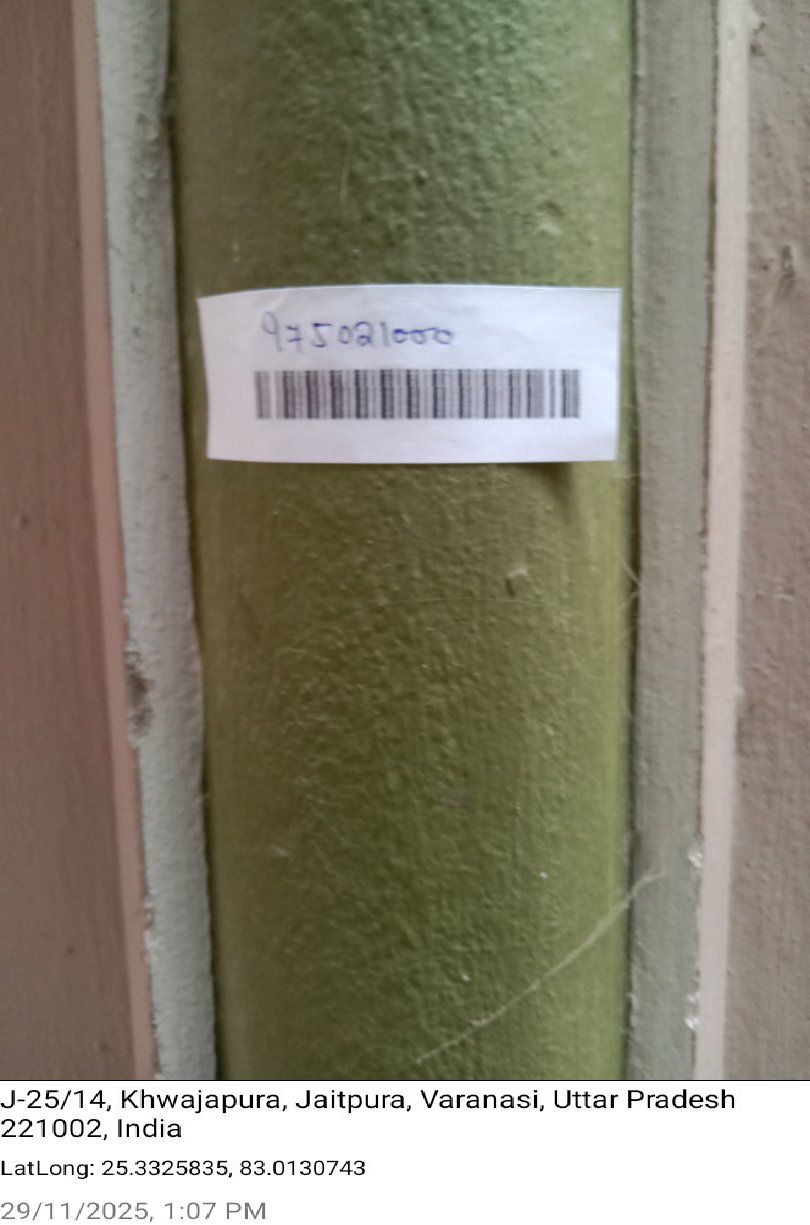 975021000
J-25/14, Khwajapura, Jaitpura, Varanasi, Uttar Pradesh
221002, India
LatLong: 25.3325835, 83.0130743
29/11/2025, 1:07 PM